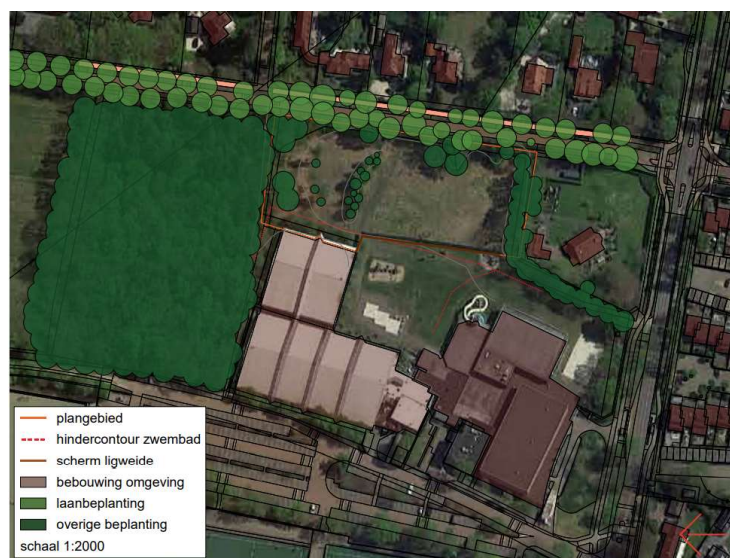 plangebied
hindercontour zwembad
scherm ligweide
bebouwing omgeving
laanbeplanting
overige beplanting
schaal 1:2000